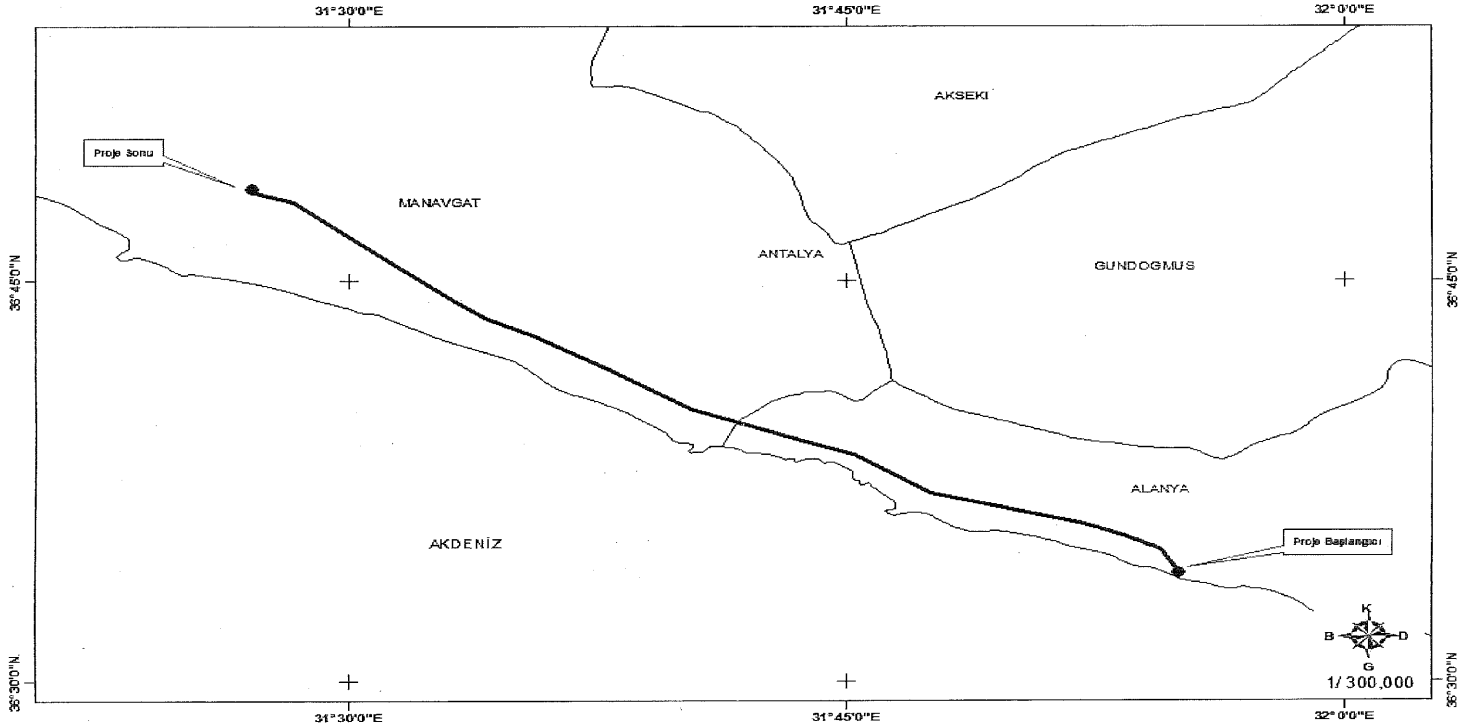 31°30'0"E
31°45'0"E
32°0'0"E
AKSEKI
Proje Sonu
MANAVGAT
ANTALYA
GUNDOGMUS
36°45'0"N
36°45'0"N
ALANYA
AKDENİZ
Proje Başlangıcı
K
B
D
G
1/300,000
36°30'0"N
36°30'0"N
31°30'0"E
31°45'0"E
32°0'0"E